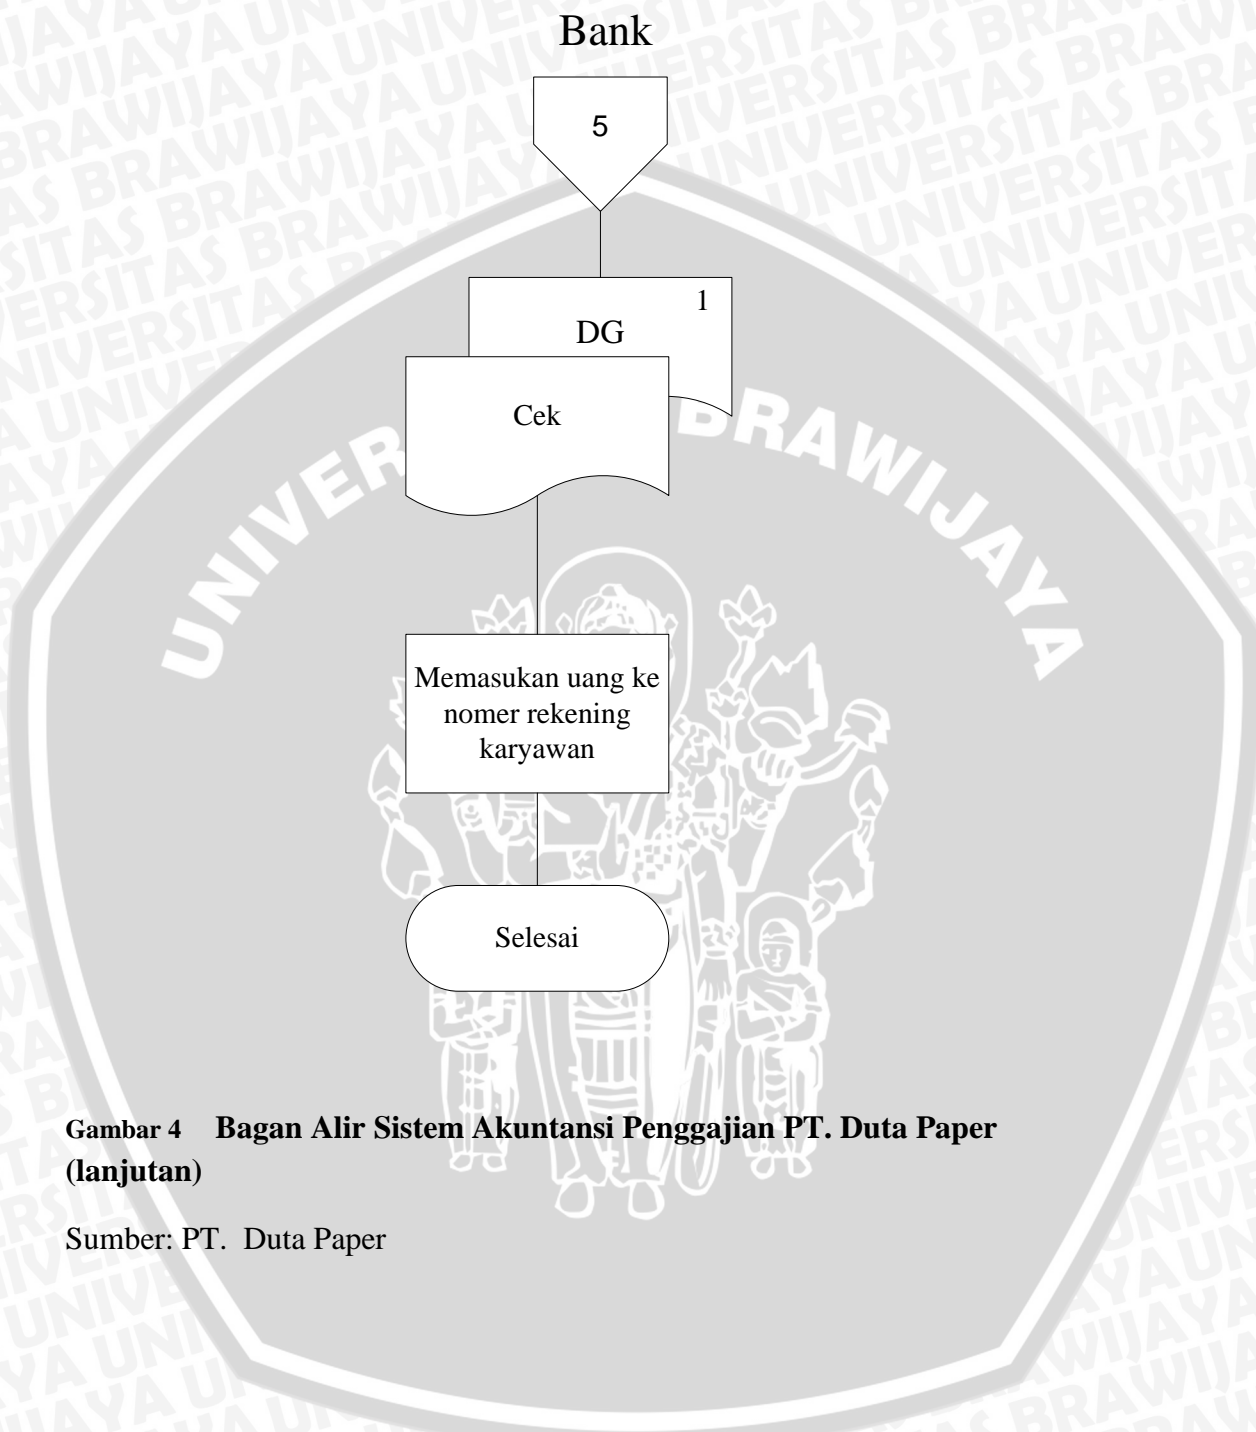 Bank
5
1
DG
Cek
Memasukan uang ke
nomer rekening
karyawan
Selesai
Gambar 4 Bagan Alir Sistem Akuntansi Penggajian PT. Duta Paper
(lanjutan)
Sumber: PT. Duta Paper